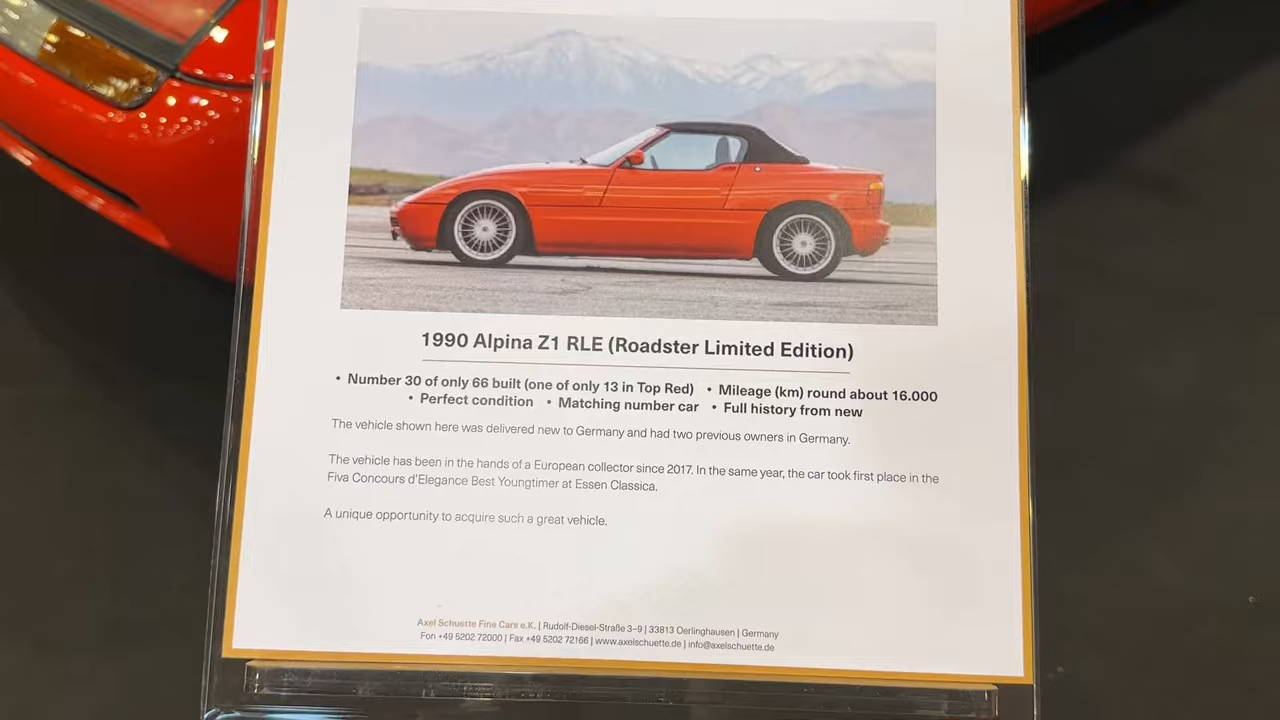 1990 Alpina Z1 RLE (Roadster Limited Edition)
• Number 30 of only 66 built (one of only 13 in Top Red) • Mileage (km) round about 16.000
• Perfect condition • Matching number car • Full history from new
The vehicle shown here was delivered new to Germany and had two previous owners in Germany.
The vehicle has been in the hands of a European collector since 2017. In the same year, the car took first place in the
Fiva Concours d'Elegance Best Youngtimer at Essen Classica.
A unique opportunity to acquire such a great vehicle.
Axel Schuette Fine Cars e.K. | Rudolf-Diesel-Straße 3–9 | 33813 Oerlinghausen | Germany
Fon +49 5202 72000 | Fax +49 5202 72166 | www.axelschuette.de | info@axelschuette.de